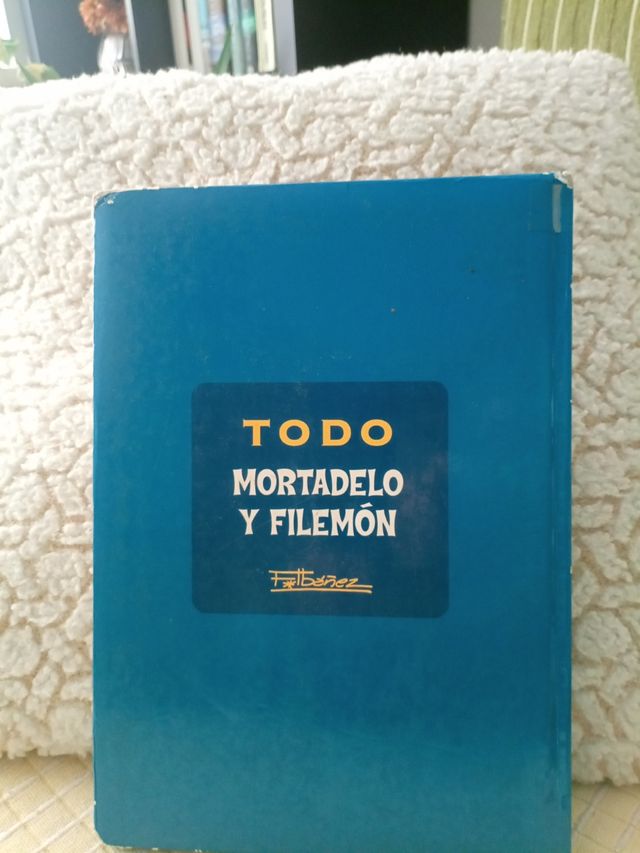 TODO
MORTADELO
Y FILEMÓN
F. Ibáñez